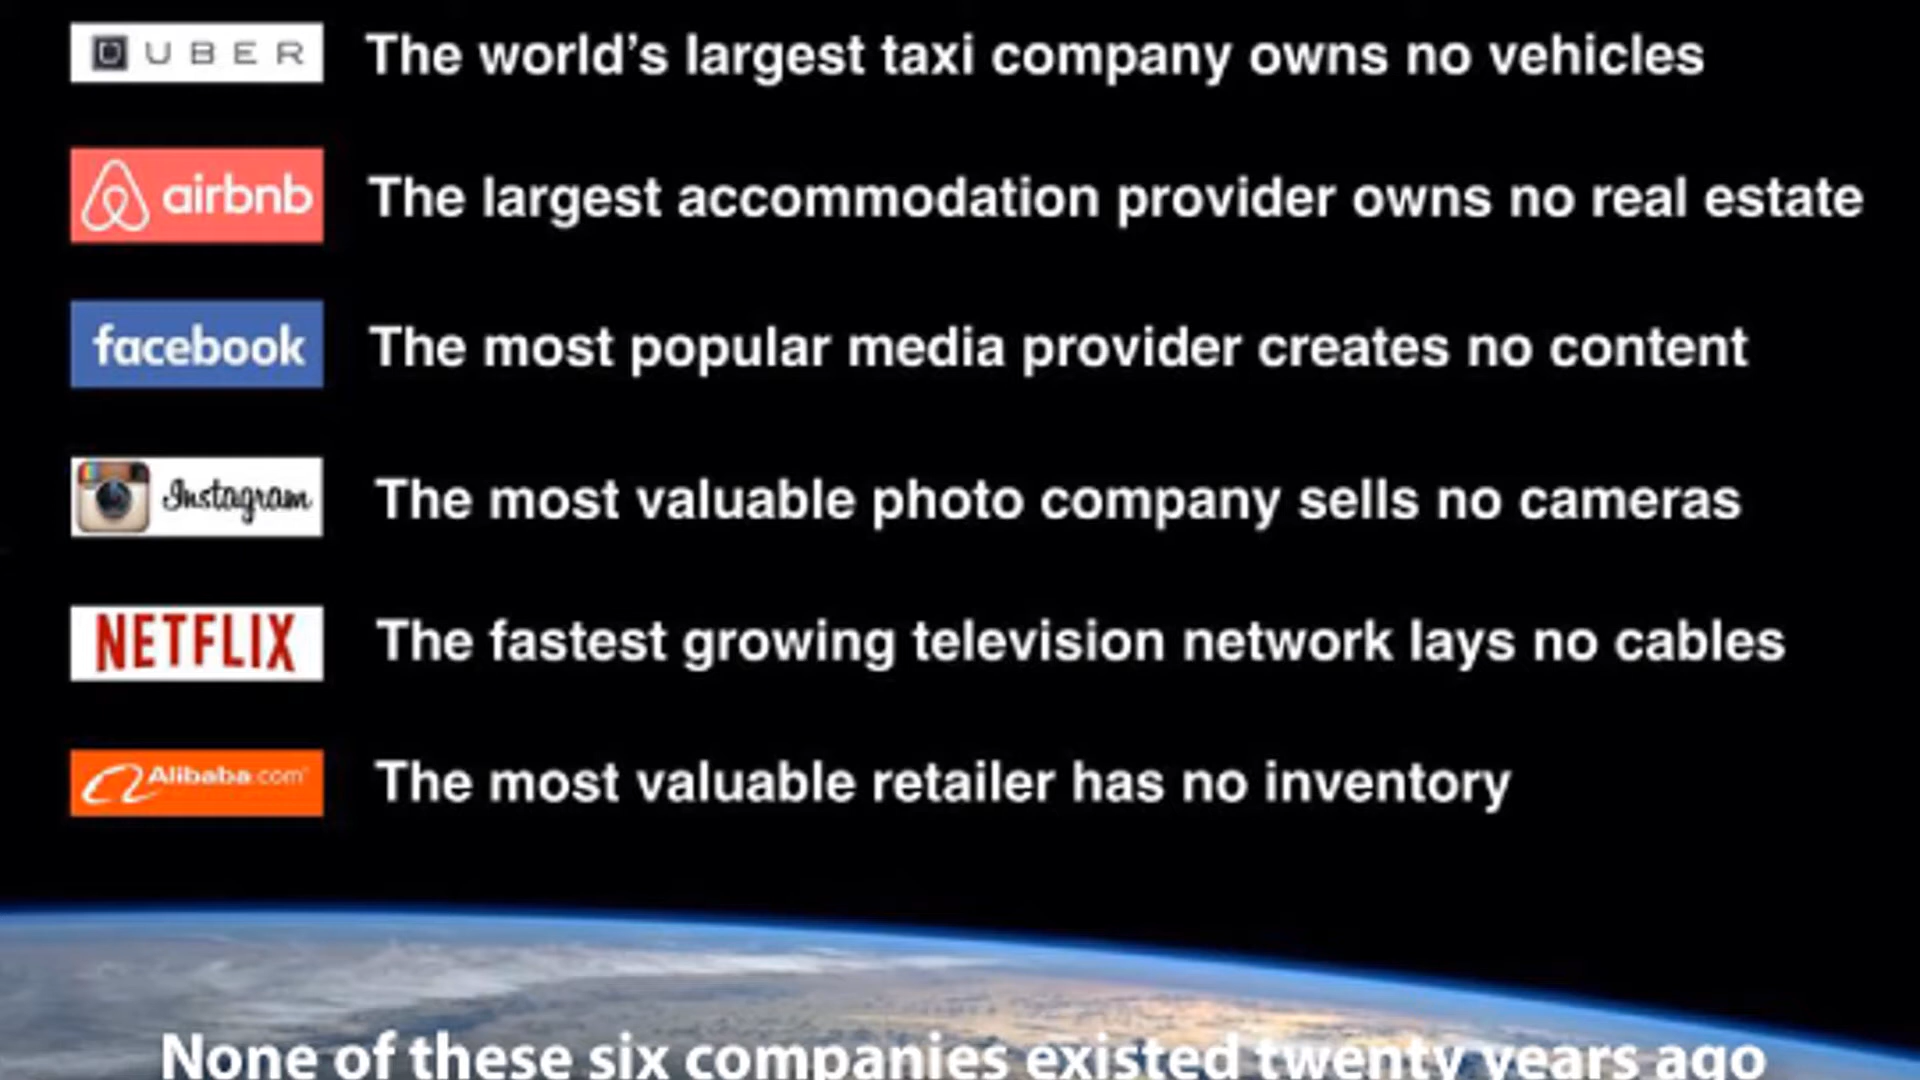 UBER The world's largest taxi company owns no vehicles
airbnb The largest accommodation provider owns no real estate
facebook The most popular media provider creates no content
Instagram The most valuable photo company sells no cameras
NETFLIX The fastest growing television network lays no cables
Alibaba.com The most valuable retailer has no inventory
None of these six companies existed twenty years ago